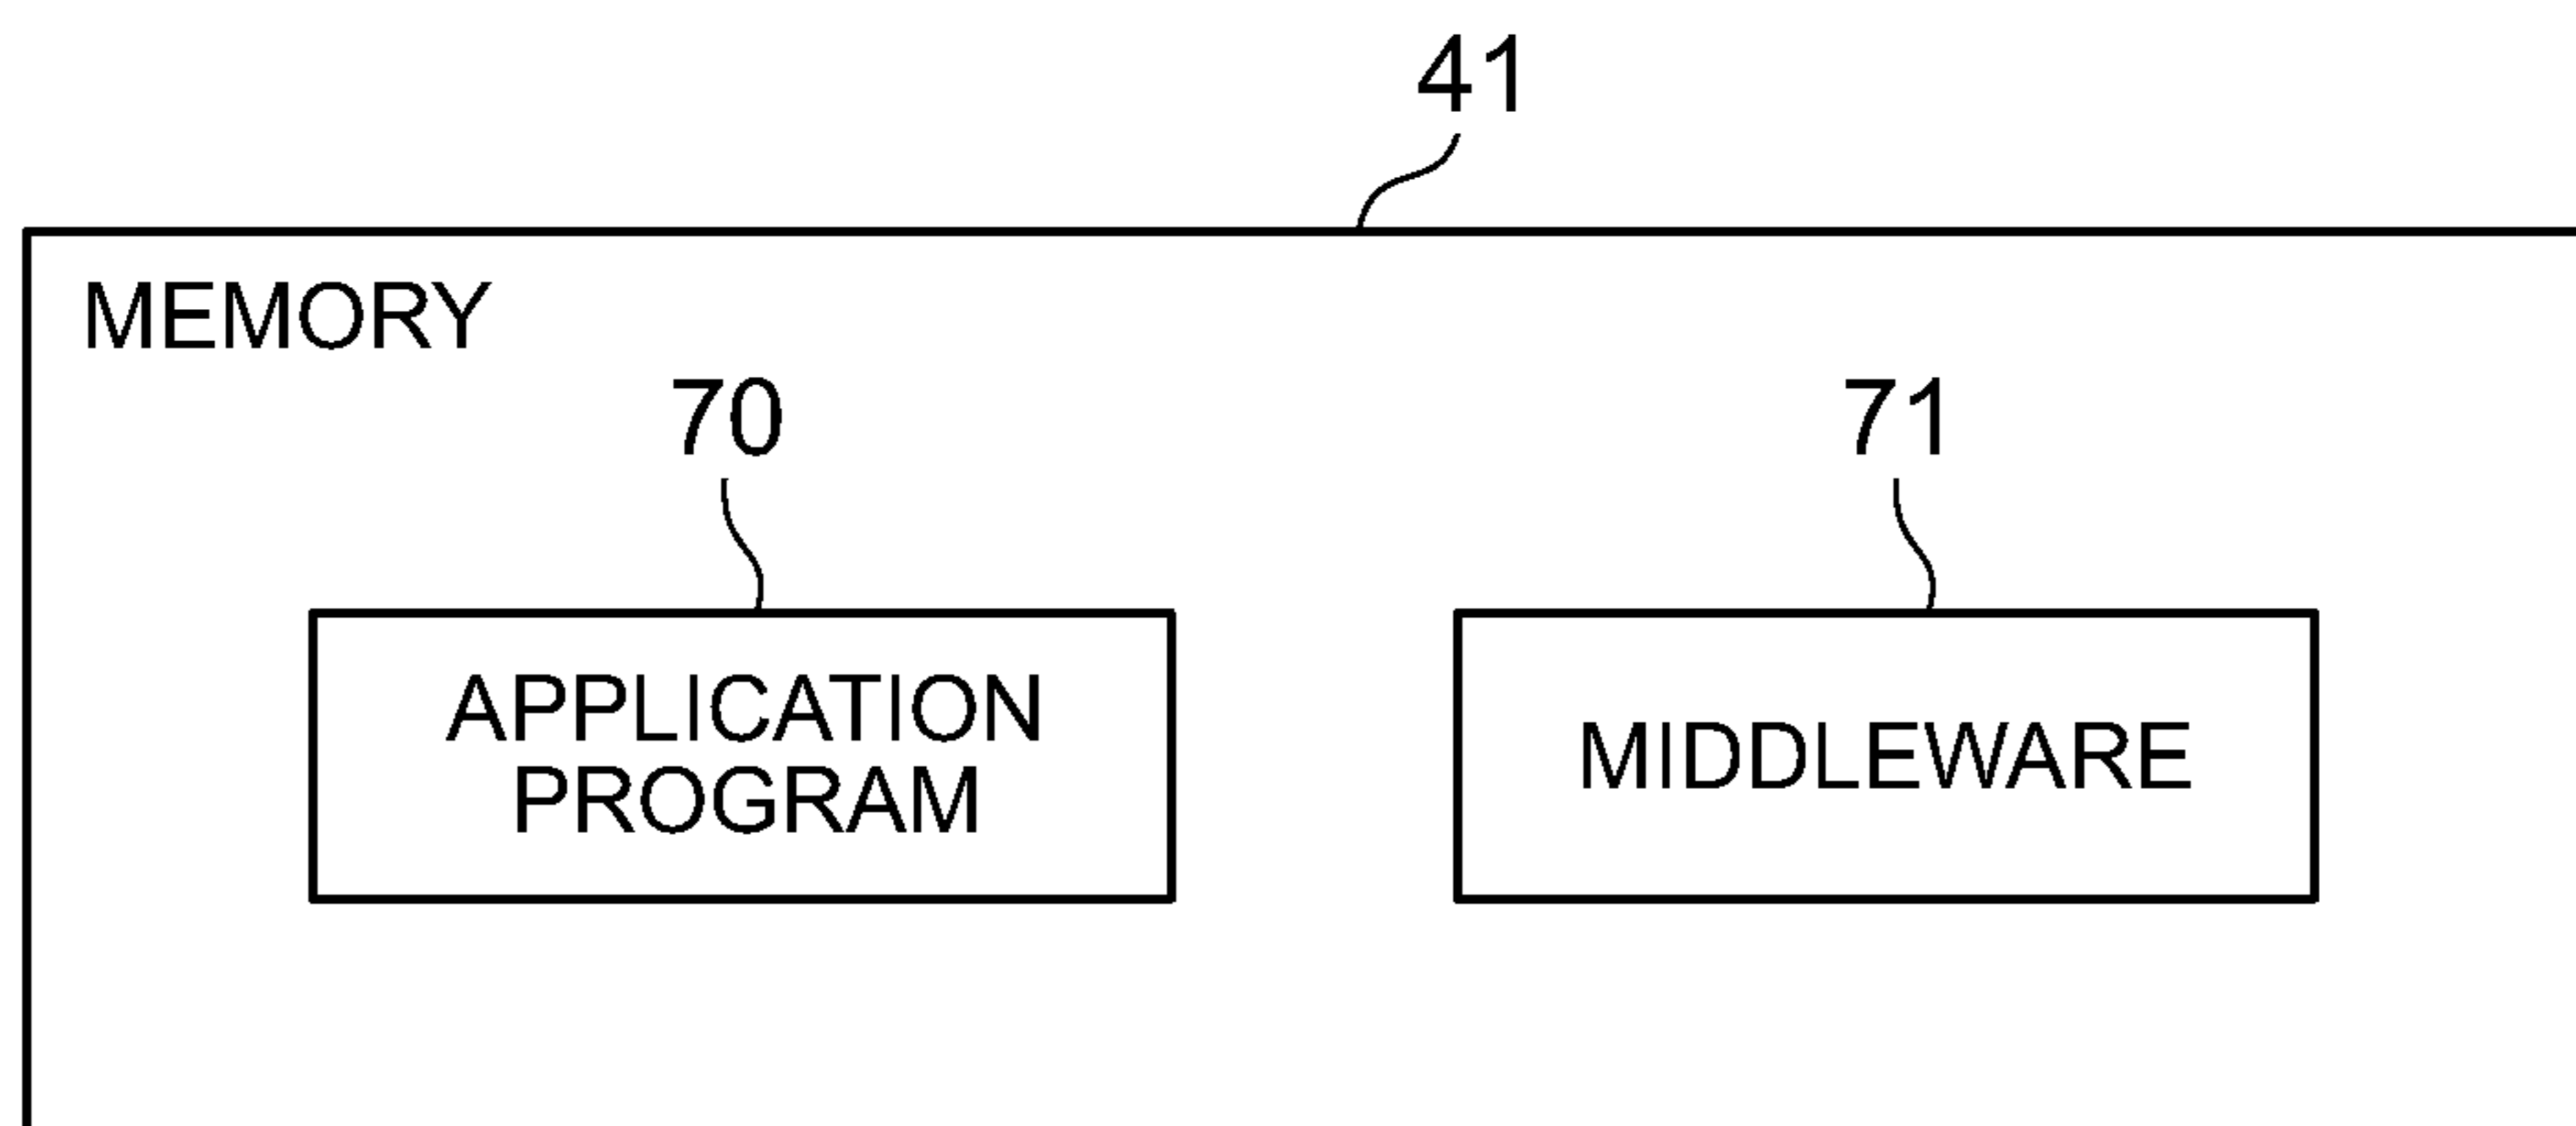 41
MEMORY
70
71
APPLICATION
PROGRAM
MIDDLEWARE